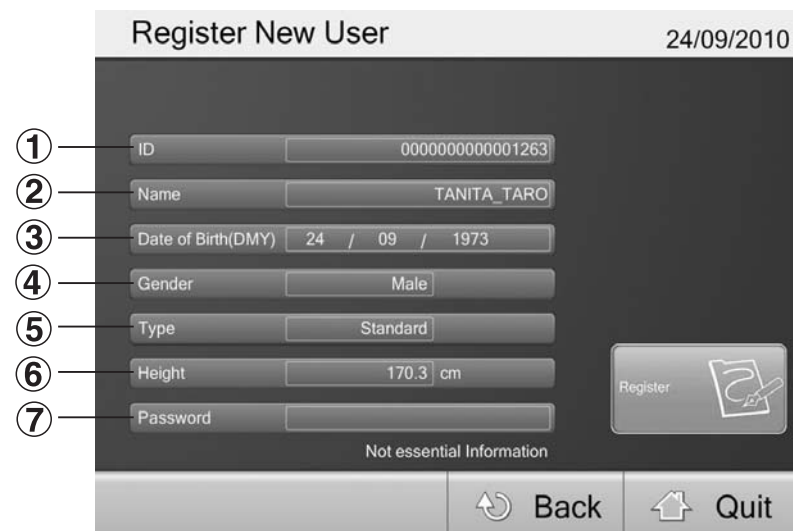 Register New User 24/09/2010
① ID 0000000000001263
② Name TANITA_TARO
③ Date of Birth(DMY) 24 / 09 / 1973
④ Gender Male
⑤ Type Standard
⑥ Height 170.3 cm
Register
⑦ Password
Not essential Information
Back Quit